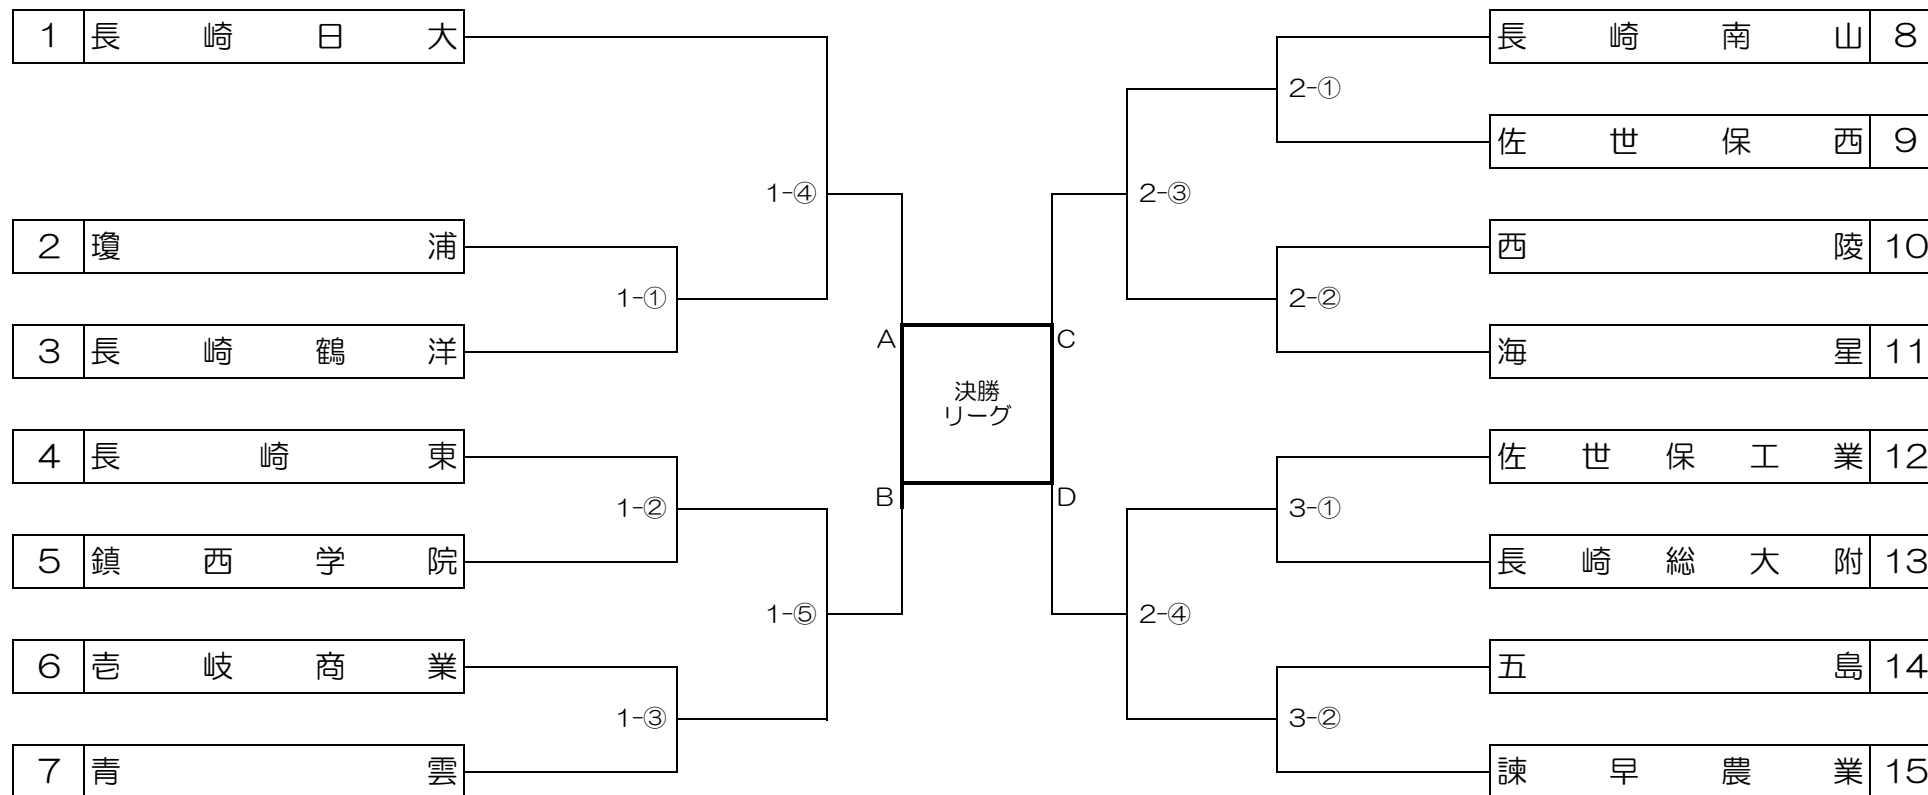 1 長崎日大
2 瓊浦
3 長崎鶴洋
4 長崎東
5 鎮西学院
6 壱岐商業
7 青雲
1-①
1-②
1-③
1-④
1-⑤
A
B
決勝
リーグ
C
D
2-③
2-④
2-①
2-②
3-①
3-②
長崎南山 8
佐世保西 9
西陵 10
海星 11
佐世保工業 12
長崎総大附 13
五島 14
諫早農業 15